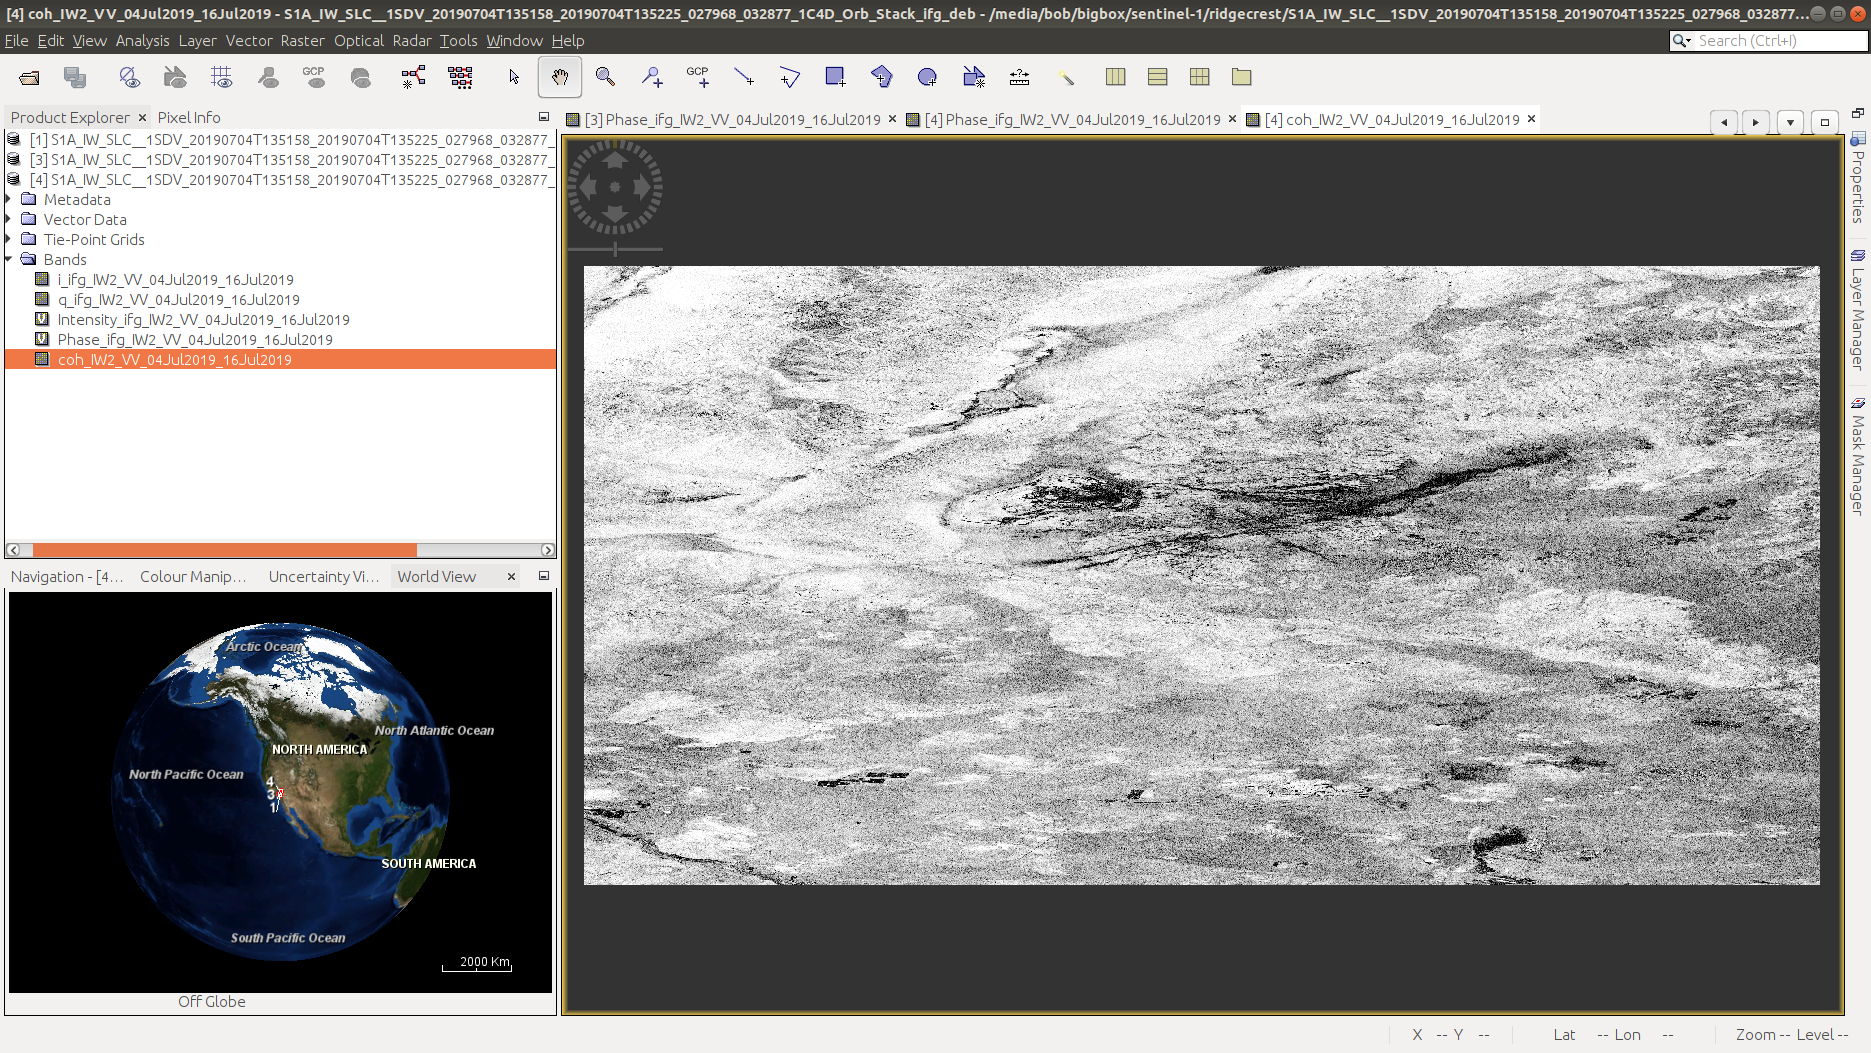 [4] coh_IW2_VV_04Jul2019_16Jul2019 - S1A_IW_SLC__1SDV_20190704T135158_20190704T135225_027968_032877_1C4D_Orb_Stack_ifg_deb - /media/bob/bigbox/sentinel-1/ridgecrest/S1A_IW_SLC__1SDV_20190704T135158_20190704T135225_027968_032877...
File Edit View Analysis Layer Vector Raster Optical Radar Tools Window Help
Search (Ctrl+I)
GCP GCP
Product Explorer Pixel Info
[3] Phase_ifg_IW2_VV_04Jul2019_16Jul2019 [4] Phase_ifg_IW2_VV_04Jul2019_16Jul2019 [4] coh_IW2_VV_04Jul2019_16Jul2019
[1] S1A_IW_SLC__1SDV_20190704T135158_20190704T135225_027968_032877_
[3] S1A_IW_SLC__1SDV_20190704T135158_20190704T135225_027968_032877_
[4] S1A_IW_SLC__1SDV_20190704T135158_20190704T135225_027968_032877_
Metadata
Vector Data
Tie-Point Grids
Bands
i_ifg_IW2_VV_04Jul2019_16Jul2019
q_ifg_IW2_VV_04Jul2019_16Jul2019
Intensity_ifg_IW2_VV_04Jul2019_16Jul2019
Phase_ifg_IW2_VV_04Jul2019_16Jul2019
coh_IW2_VV_04Jul2019_16Jul2019
Properties
Layer Manager
Mask Manager
Navigation - [4... Colour Manip... Uncertainty Vi... World View
Arctic Ocean
North Atlantic Ocean
NORTH AMERICA
North Pacific Ocean
4
3
1
SOUTH AMERICA
South Pacific Ocean
2000 Km
Off Globe
X -- Y -- Lat -- Lon -- Zoom -- Level --